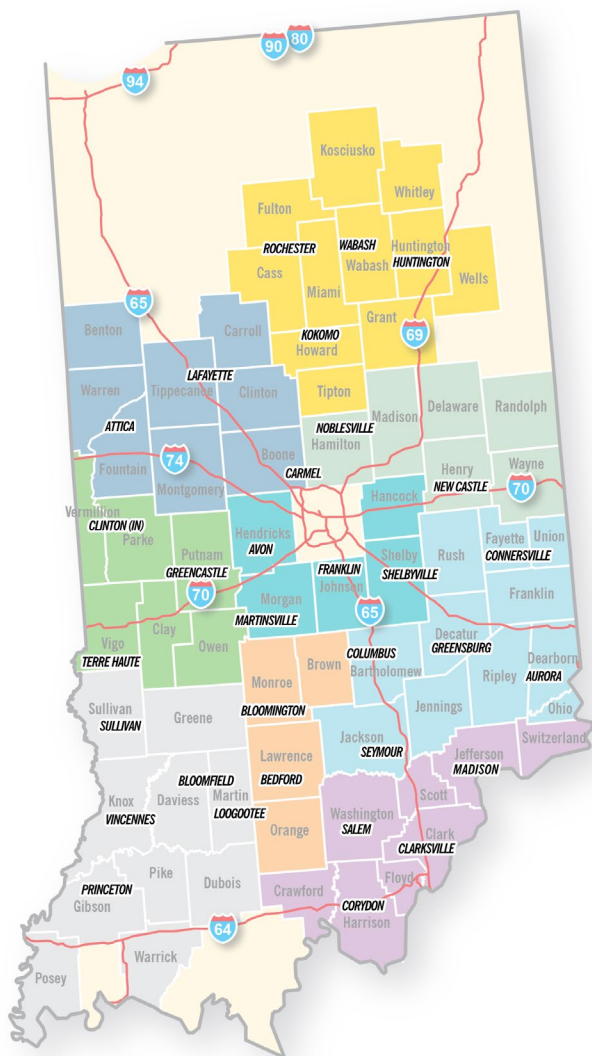 90
80
94
Kosciusko
Whitley
Fulton
ROCHESTER
WABASH
Wabash
Huntington
HUNTINGTON
Cass
Miami
Wells
65
Grant
69
Benton
Carroll
KOKOMO
Howard
Warren
Tippecanoe
LAFAYETTE
Clinton
Tipton
Madison
Delaware
Randolph
ATTICA
NOBLESVILLE
Hamilton
Fountain
74
Boone
CARMEL
Henry
Wayne
Montgomery
Hancock
NEW CASTLE
70
Vermillion
CLINTON (IN)
Parke
Hendricks
AVON
Putnam
GREENCASTLE
Shelby
SHELBYVILLE
Rush
Fayette
Union
CONNERSVILLE
FRANKLIN
Johnson
70
Morgan
MARTINSVILLE
65
Franklin
Vigo
TERRE HAUTE
Clay
Owen
Decatur
GREENSBURG
COLUMBUS
Bartholomew
Brown
Monroe
BLOOMINGTON
Dearborn
AURORA
Ripley
Ohio
Sullivan
SULLIVAN
Greene
Jennings
Jackson
SEYMOUR
Switzerland
Jefferson
MADISON
Lawrence
BEDFORD
BLOOMFIELD
Daviess
Martin
LOOGOOTEE
Knox
VINCENNES
Scott
Washington
SALEM
Clark
CLARKSVILLE
Orange
Pike
Dubois
PRINCETON
Gibson
Crawford
Floyd
CORYDON
Harrison
64
Warrick
Posey